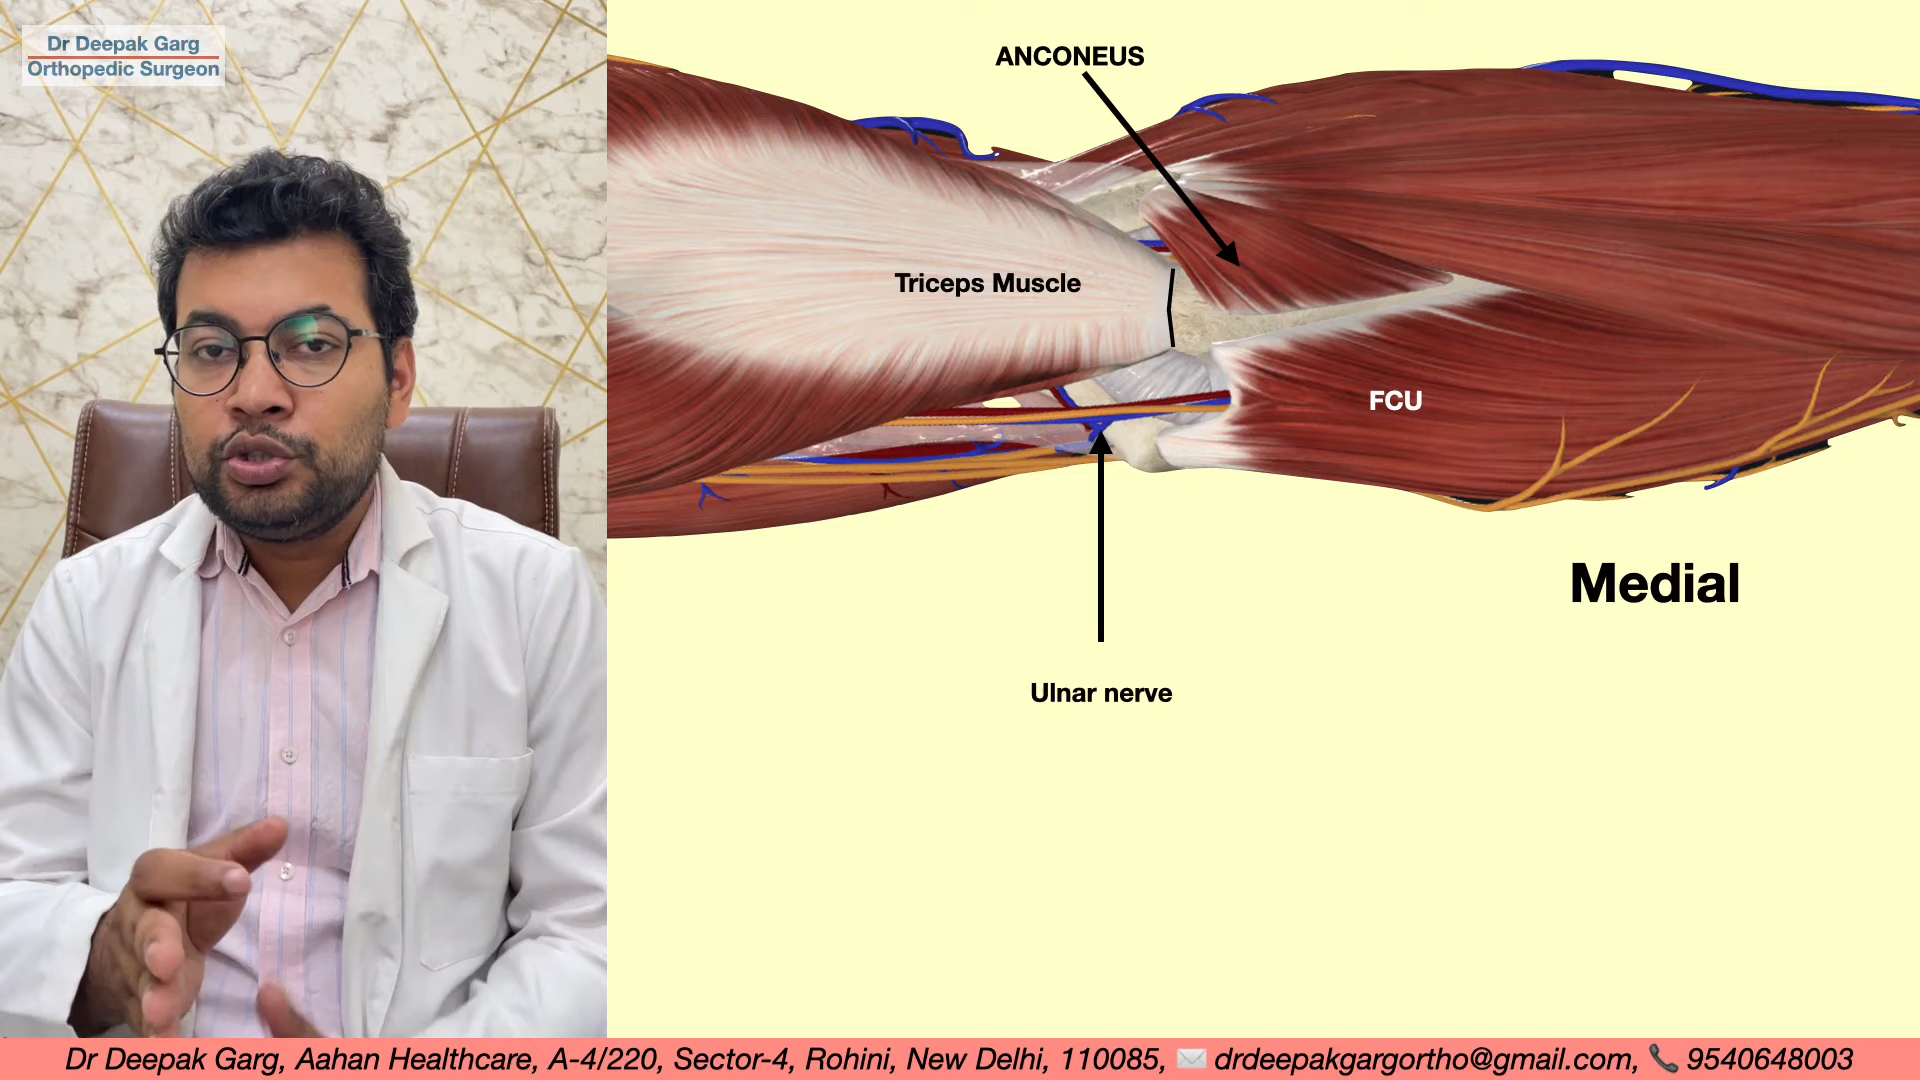 Dr Deepak Garg
Orthopedic Surgeon
ANCONEUS
Triceps Muscle
FCU
Medial
Ulnar nerve
Dr Deepak Garg, Aahan Healthcare, A-4/220, Sector-4, Rohini, New Delhi, 110085, ✉️ drdeepakgargortho@gmail.com, 📞 9540648003